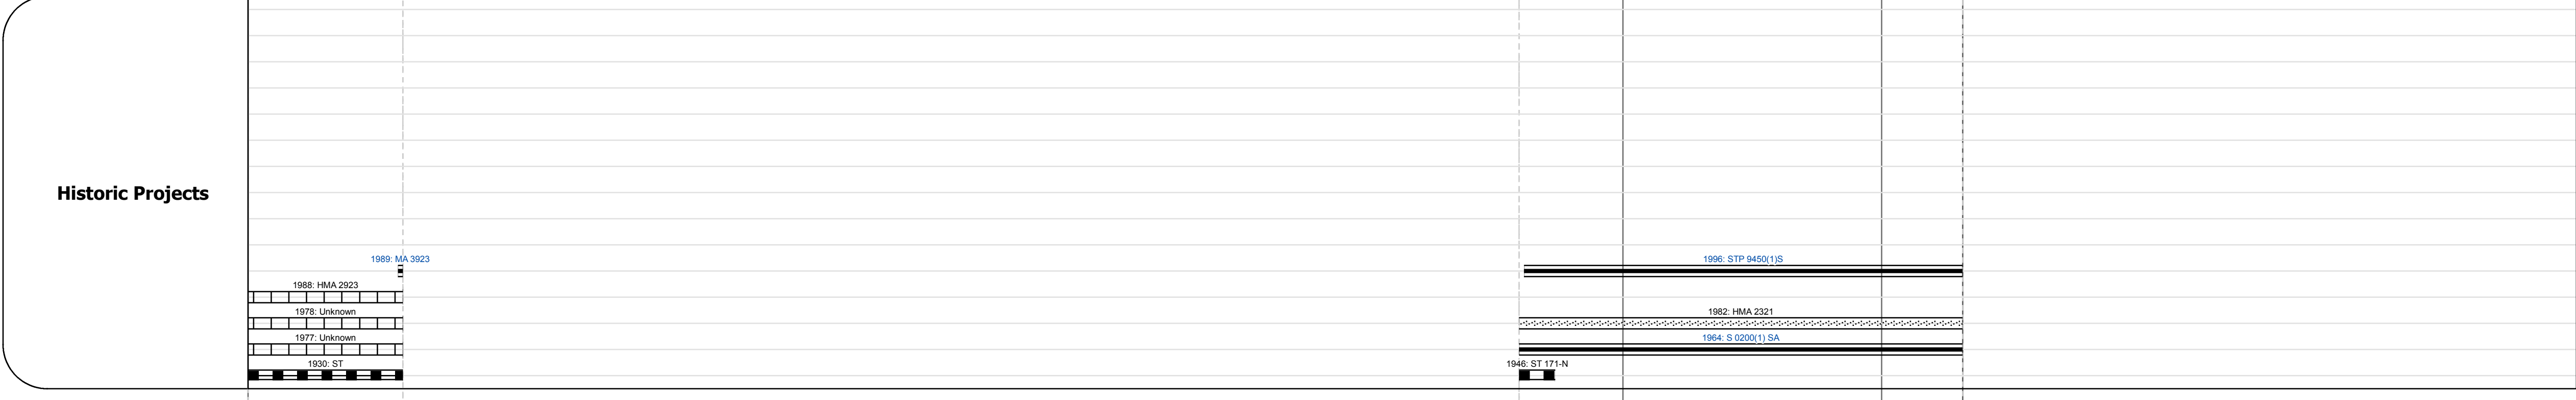 Historic Projects
1989: MA 3923
1996: STP 9450(1)S
1988: HMA 2923
1978: Unknown
1982: HMA 2321
1977: Unknown
1964: S 0200(1) SA
1930: ST
1946: ST 171-N